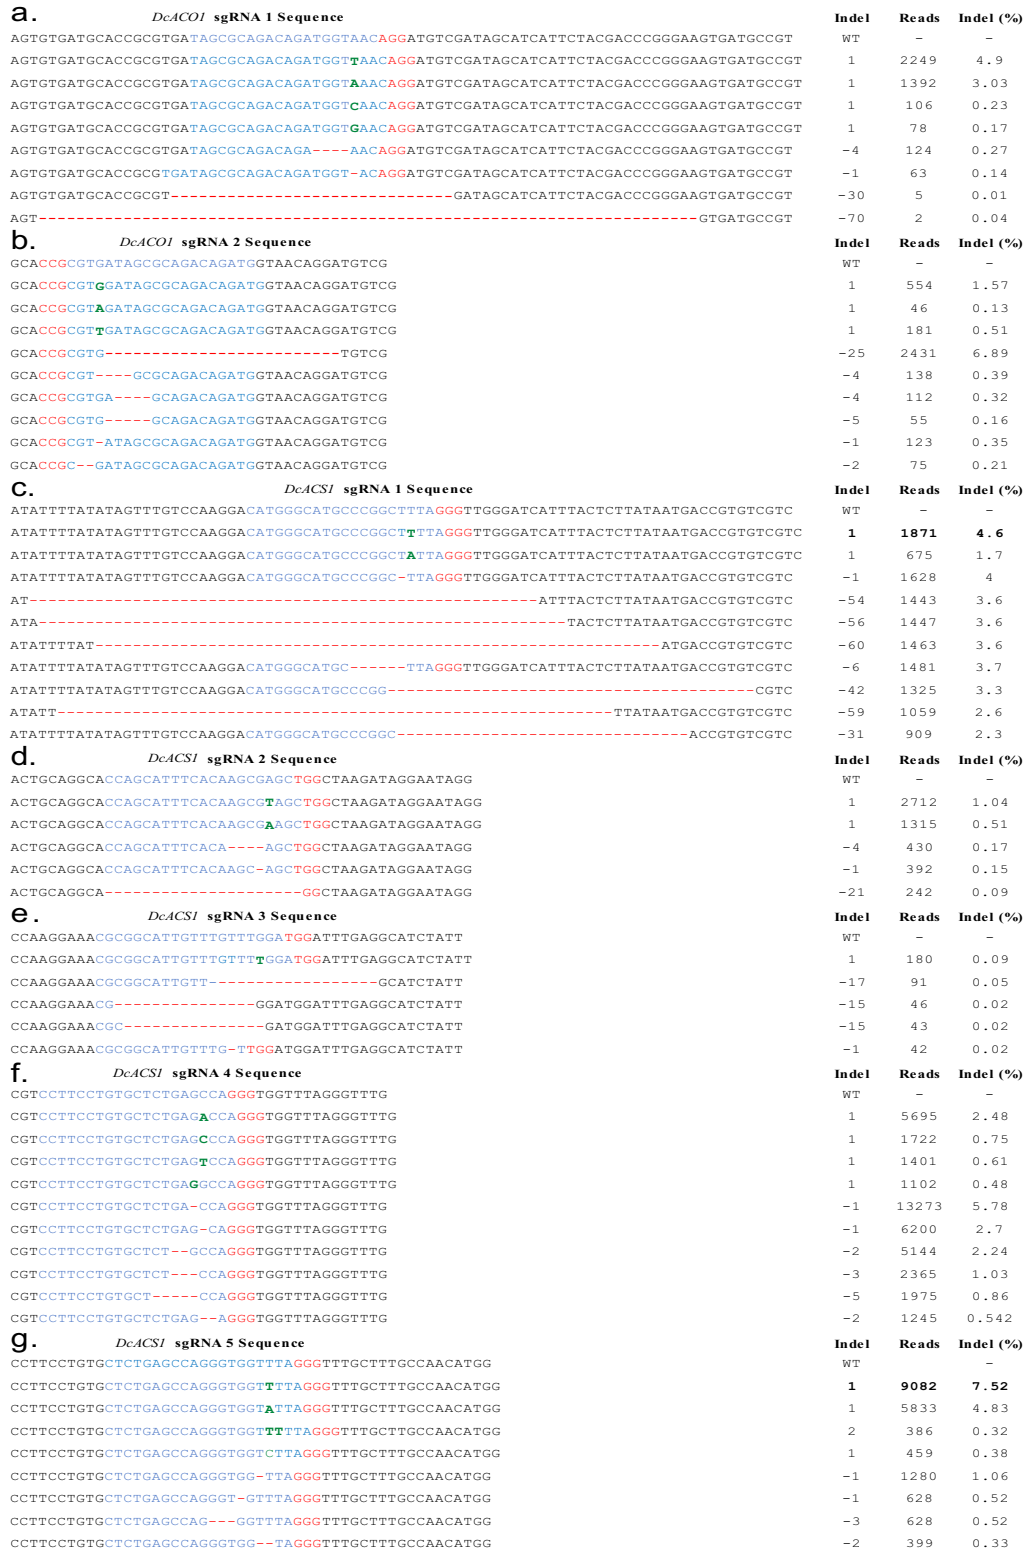 a. DcACO1 sgRNA 1 Sequence Indel Reads Indel (%)
AGTGTGATGCACCGCGTGATAGCGCAGACAGATGGTAACAGGATGTCGATAGCATCATTCTACGACCCGGGAAGTGATGCCGT WT – –
AGTGTGATGCACCGCGTGATAGCGCAGACAGATGGTTAACAGGATGTCGATAGCATCATTCTACGACCCGGGAAGTGATGCCGT 1 2249 4.9
AGTGTGATGCACCGCGTGATAGCGCAGACAGATGGTAAACAGGATGTCGATAGCATCATTCTACGACCCGGGAAGTGATGCCGT 1 1392 3.03
AGTGTGATGCACCGCGTGATAGCGCAGACAGATGGTCAACAGGATGTCGATAGCATCATTCTACGACCCGGGAAGTGATGCCGT 1 106 0.23
AGTGTGATGCACCGCGTGATAGCGCAGACAGATGGTGAACAGGATGTCGATAGCATCATTCTACGACCCGGGAAGTGATGCCGT 1 78 0.17
AGTGTGATGCACCGCGTGATAGCGCAGACAGA----AACAGGATGTCGATAGCATCATTCTACGACCCGGGAAGTGATGCCGT -4 124 0.27
AGTGTGATGCACCGCGTGATAGCGCAGACAGATGGT-ACAGGATGTCGATAGCATCATTCTACGACCCGGGAAGTGATGCCGT -1 63 0.14
AGTGTGATGCACCGCGT------------------------------GATAGCATCATTCTACGACCCGGGAAGTGATGCCGT -30 5 0.01
AGT----------------------------------------------------------------------GTGATGCCGT -70 2 0.04
b. DcACO1 sgRNA 2 Sequence Indel Reads Indel (%)
GCACCGCGTGATAGCGCAGACAGATGGTAACAGGATGTCG WT – –
GCACCGCGTGGATAGCGCAGACAGATGGTAACAGGATGTCG 1 554 1.57
GCACCGCGTAGATAGCGCAGACAGATGGTAACAGGATGTCG 1 46 0.13
GCACCGCGTTGATAGCGCAGACAGATGGTAACAGGATGTCG 1 181 0.51
GCACCGCGTG-------------------------TGTCG -25 2431 6.89
GCACCGCGT----GCGCAGACAGATGGTAACAGGATGTCG -4 138 0.39
GCACCGCGTGA----GCAGACAGATGGTAACAGGATGTCG -4 112 0.32
GCACCGCGTG-----GCAGACAGATGGTAACAGGATGTCG -5 55 0.16
GCACCGCGT-ATAGCGCAGACAGATGGTAACAGGATGTCG -1 123 0.35
GCACCGC--GATAGCGCAGACAGATGGTAACAGGATGTCG -2 75 0.21
c. DcACS1 sgRNA 1 Sequence Indel Reads Indel (%)
ATATTTTATATAGTTTGTCCAAGGACATGGGCATGCCCGGCTTTAGGGTTGGGATCATTTACTCTTATAATGACCGTGTCGTC WT – –
ATATTTTATATAGTTTGTCCAAGGACATGGGCATGCCCGGCTTTTAGGGTTGGGATCATTTACTCTTATAATGACCGTGTCGTC 1 1871 4.6
ATATTTTATATAGTTTGTCCAAGGACATGGGCATGCCCGGCTATTAGGGTTGGGATCATTTACTCTTATAATGACCGTGTCGTC 1 675 1.7
ATATTTTATATAGTTTGTCCAAGGACATGGGCATGCCCGGC-TTAGGGTTGGGATCATTTACTCTTATAATGACCGTGTCGTC -1 1628 4
AT------------------------------------------------------ATTTACTCTTATAATGACCGTGTCGTC -54 1443 3.6
ATA--------------------------------------------------------TACTCTTATAATGACCGTGTCGTC -56 1447 3.6
ATATTTTAT------------------------------------------------------------ATGACCGTGTCGTC -60 1463 3.6
ATATTTTATATAGTTTGTCCAAGGACATGGGCATGC------TTAGGGTTGGGATCATTTACTCTTATAATGACCGTGTCGTC -6 1481 3.7
ATATTTTATATAGTTTGTCCAAGGACATGGGCATGCCCGG---------------------------------------CGTC -42 1325 3.3
ATATT-----------------------------------------------------------TTATAATGACCGTGTCGTC -59 1059 2.6
ATATTTTATATAGTTTGTCCAAGGACATGGGCATGCCCGGC-------------------------------ACCGTGTCGTC -31 909 2.3
d. DcACS1 sgRNA 2 Sequence Indel Reads Indel (%)
ACTGCAGGCACCAGCATTTCACAAGCGAGCTGGCTAAGATAGGAATAGG WT – –
ACTGCAGGCACCAGCATTTCACAAGCGTAGCTGGCTAAGATAGGAATAGG 1 2712 1.04
ACTGCAGGCACCAGCATTTCACAAGCGAAGCTGGCTAAGATAGGAATAGG 1 1315 0.51
ACTGCAGGCACCAGCATTTCACA----AGCTGGCTAAGATAGGAATAGG -4 430 0.17
ACTGCAGGCACCAGCATTTCACAAGC-AGCTGGCTAAGATAGGAATAGG -1 392 0.15
ACTGCAGGCA---------------------GGCTAAGATAGGAATAGG -21 242 0.09
e. DcACS1 sgRNA 3 Sequence Indel Reads Indel (%)
CCAAGGAAACGCGGCATTGTTTGTTTGGATGGATTTGAGGCATCTATT WT – –
CCAAGGAAACGCGGCATTGTTTGTTTTGGATGGATTTGAGGCATCTATT 1 180 0.09
CCAAGGAAACGCGGCATTGTT------------------GCATCTATT -17 91 0.05
CCAAGGAAACG---------------GGATGGATTTGAGGCATCTATT -15 46 0.02
CCAAGGAAACGC---------------GATGGATTTGAGGCATCTATT -15 43 0.02
CCAAGGAAACGCGGCATTGTTTG-TTGGATGGATTTGAGGCATCTATT -1 42 0.02
f. DcACS1 sgRNA 4 Sequence Indel Reads Indel (%)
CGTCCTTCCTGTGCTCTGAGCCAGGGTGGTTTAGGGTTTG WT – –
CGTCCTTCCTGTGCTCTGAGACCAGGGTGGTTTAGGGTTTG 1 5695 2.48
CGTCCTTCCTGTGCTCTGAGCCCAGGGTGGTTTAGGGTTTG 1 1722 0.75
CGTCCTTCCTGTGCTCTGAGTCCAGGGTGGTTTAGGGTTTG 1 1401 0.61
CGTCCTTCCTGTGCTCTGAGGCCAGGGTGGTTTAGGGTTTG 1 1102 0.48
CGTCCTTCCTGTGCTCTGA-CCAGGGTGGTTTAGGGTTTG -1 13273 5.78
CGTCCTTCCTGTGCTCTGAG-CAGGGTGGTTTAGGGTTTG -1 6200 2.7
CGTCCTTCCTGTGCTCT--GCCAGGGTGGTTTAGGGTTTG -2 5144 2.24
CGTCCTTCCTGTGCTCT---CCAGGGTGGTTTAGGGTTTG -3 2365 1.03
CGTCCTTCCTGTGCT-----CCAGGGTGGTTTAGGGTTTG -5 1975 0.86
CGTCCTTCCTGTGCTCTGAG--AGGGTGGTTTAGGGTTTG -2 1245 0.542
g. DcACS1 sgRNA 5 Sequence Indel Reads Indel (%)
CCTTCCTGTGCTCTGAGCCAGGGTGGTTTAGGGTTTGCTTTGCCAACATGG WT –
CCTTCCTGTGCTCTGAGCCAGGGTGGTTTTAGGGTTTGCTTTGCCAACATGG 1 9082 7.52
CCTTCCTGTGCTCTGAGCCAGGGTGGTATTAGGGTTTGCTTTGCCAACATGG 1 5833 4.83
CCTTCCTGTGCTCTGAGCCAGGGTGGTTTTTAGGGTTTGCTTTGCCAACATGG 2 386 0.32
CCTTCCTGTGCTCTGAGCCAGGGTGGTCTTAGGGTTTGCTTTGCCAACATGG 1 459 0.38
CCTTCCTGTGCTCTGAGCCAGGGTGG-TTAGGGTTTGCTTTGCCAACATGG -1 1280 1.06
CCTTCCTGTGCTCTGAGCCAGGGT-GTTTAGGGTTTGCTTTGCCAACATGG -1 628 0.52
CCTTCCTGTGCTCTGAGCCAG---GGTTTAGGGTTTGCTTTGCCAACATGG -3 628 0.52
CCTTCCTGTGCTCTGAGCCAGGGTGG--TAGGGTTTGCTTTGCCAACATGG -2 399 0.33